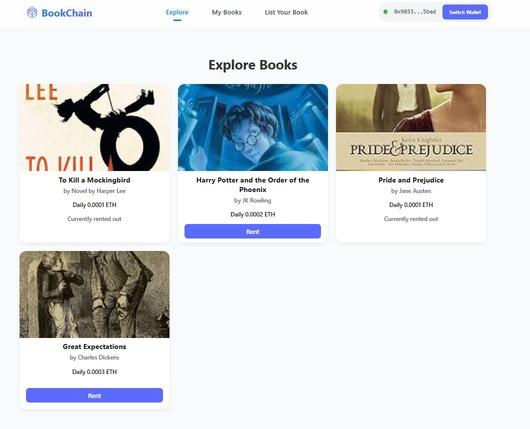 BookChain
Explore
My Books
List Your Book
0x9833...5bad
Switch Wallet
Explore Books
LEE
TO KILL A
Keira Knightley
PRIDE & PREJUDICE
To Kill a Mockingbird
by Novel by Harper Lee
Daily 0.0001 ETH
Currently rented out
Harry Potter and the Order of the
Phoenix
by JK Rowling
Daily 0.0002 ETH
Rent
Pride and Prejudice
by Jane Austen
Daily 0.0001 ETH
Currently rented out
Great Expectations
by Charles Dickens
Daily 0.0003 ETH
Rent